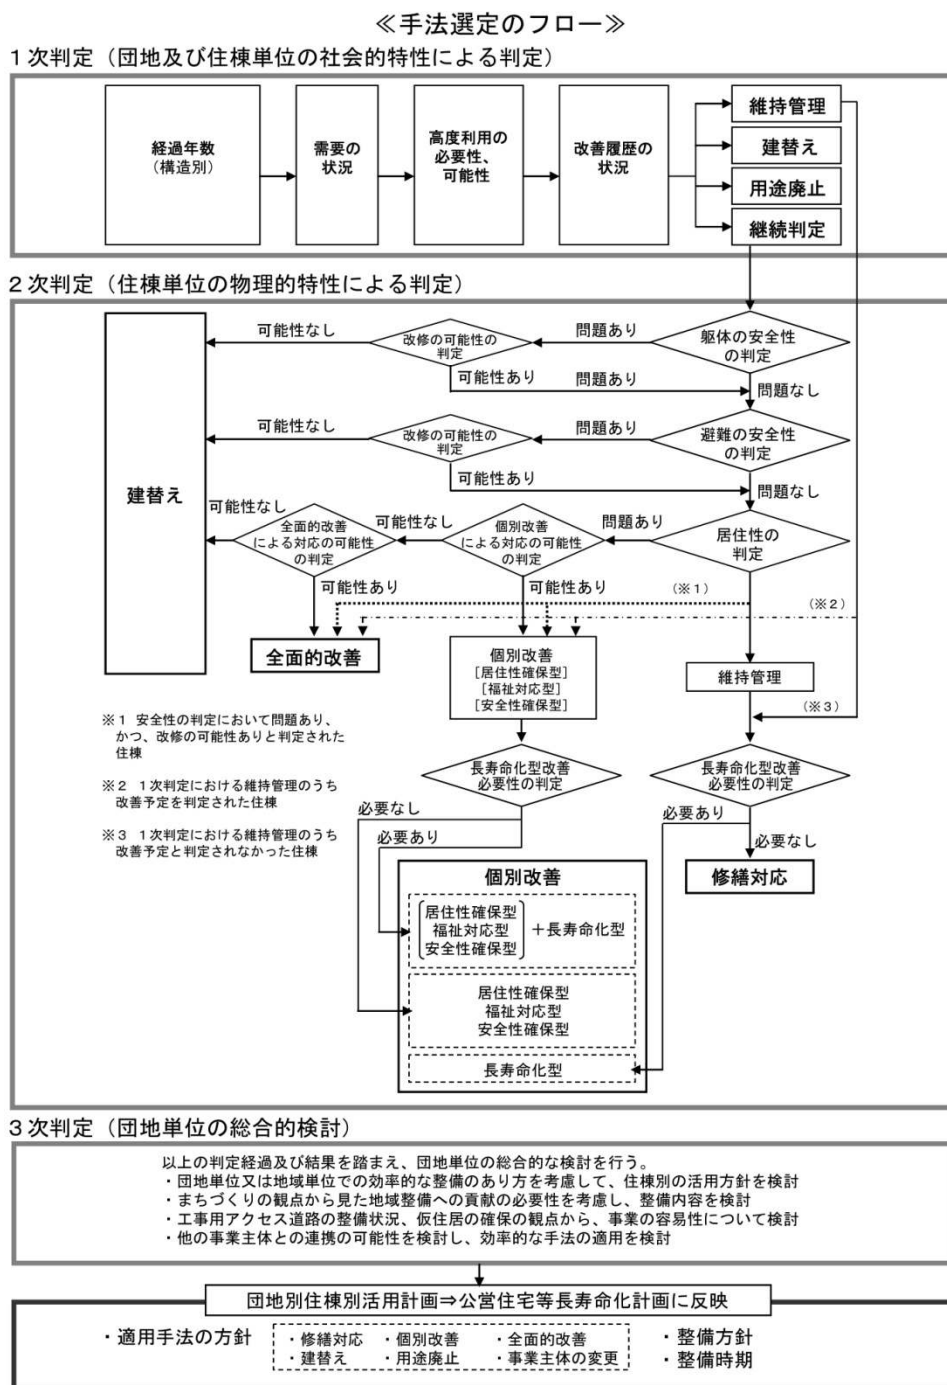 ≪手法選定のフロー≫
1次判定（団地及び住棟単位の社会的特性による判定）
経過年数
（構造別）
需要の
状況
高度利用の
必要性、
可能性
改善履歴の
状況
維持管理
建替え
用途廃止
継続判定
2次判定（住棟単位の物理的特性による判定）
建替え
可能性なし
改修の可能性の
判定
問題あり
躯体の安全性
の判定
可能性あり
問題あり
問題なし
可能性なし
改修の可能性の
判定
問題あり
避難の安全性
の判定
可能性あり
問題なし
可能性なし
全面的改善
による対応の可能性
の判定
可能性なし
個別改善
による対応の可能性
の判定
問題あり
居住性の
判定
可能性あり
可能性あり
（※1）
（※2）
全面的改善
個別改善
［居住性確保型］
［福祉対応型］
［安全性確保型］
維持管理
（※3）
※1 安全性の判定において問題あり、
かつ、改修の可能性ありと判定された
住棟
※2 1次判定における維持管理のうち
改善予定を判定された住棟
※3 1次判定における維持管理のうち
改善予定と判定されなかった住棟
長寿命化型改善
必要性の判定
長寿命化型改善
必要性の判定
必要なし
必要あり
必要あり
必要なし
修繕対応
個別改善
居住性確保型
福祉対応型
安全性確保型
＋長寿命化型
居住性確保型
福祉対応型
安全性確保型
長寿命化型
3次判定（団地単位の総合的検討）
以上の判定経過及び結果を踏まえ、団地単位の総合的な検討を行う。
・団地単位又は地域単位での効率的な整備のあり方を考慮して、住棟別の活用方針を検討
・まちづくりの観点から見た地域整備への貢献の必要性を考慮し、整備内容を検討
・工事用アクセス道路の整備状況、仮住居の確保の観点から、事業の容易性について検討
・他の事業主体との連携の可能性を検討し、効率的な手法の適用を検討
団地別住棟別活用計画⇒公営住宅等長寿命化計画に反映
・適用手法の方針
・修繕対応 ・個別改善 ・全面的改善
・建替え ・用途廃止 ・事業主体の変更
・整備方針
・整備時期